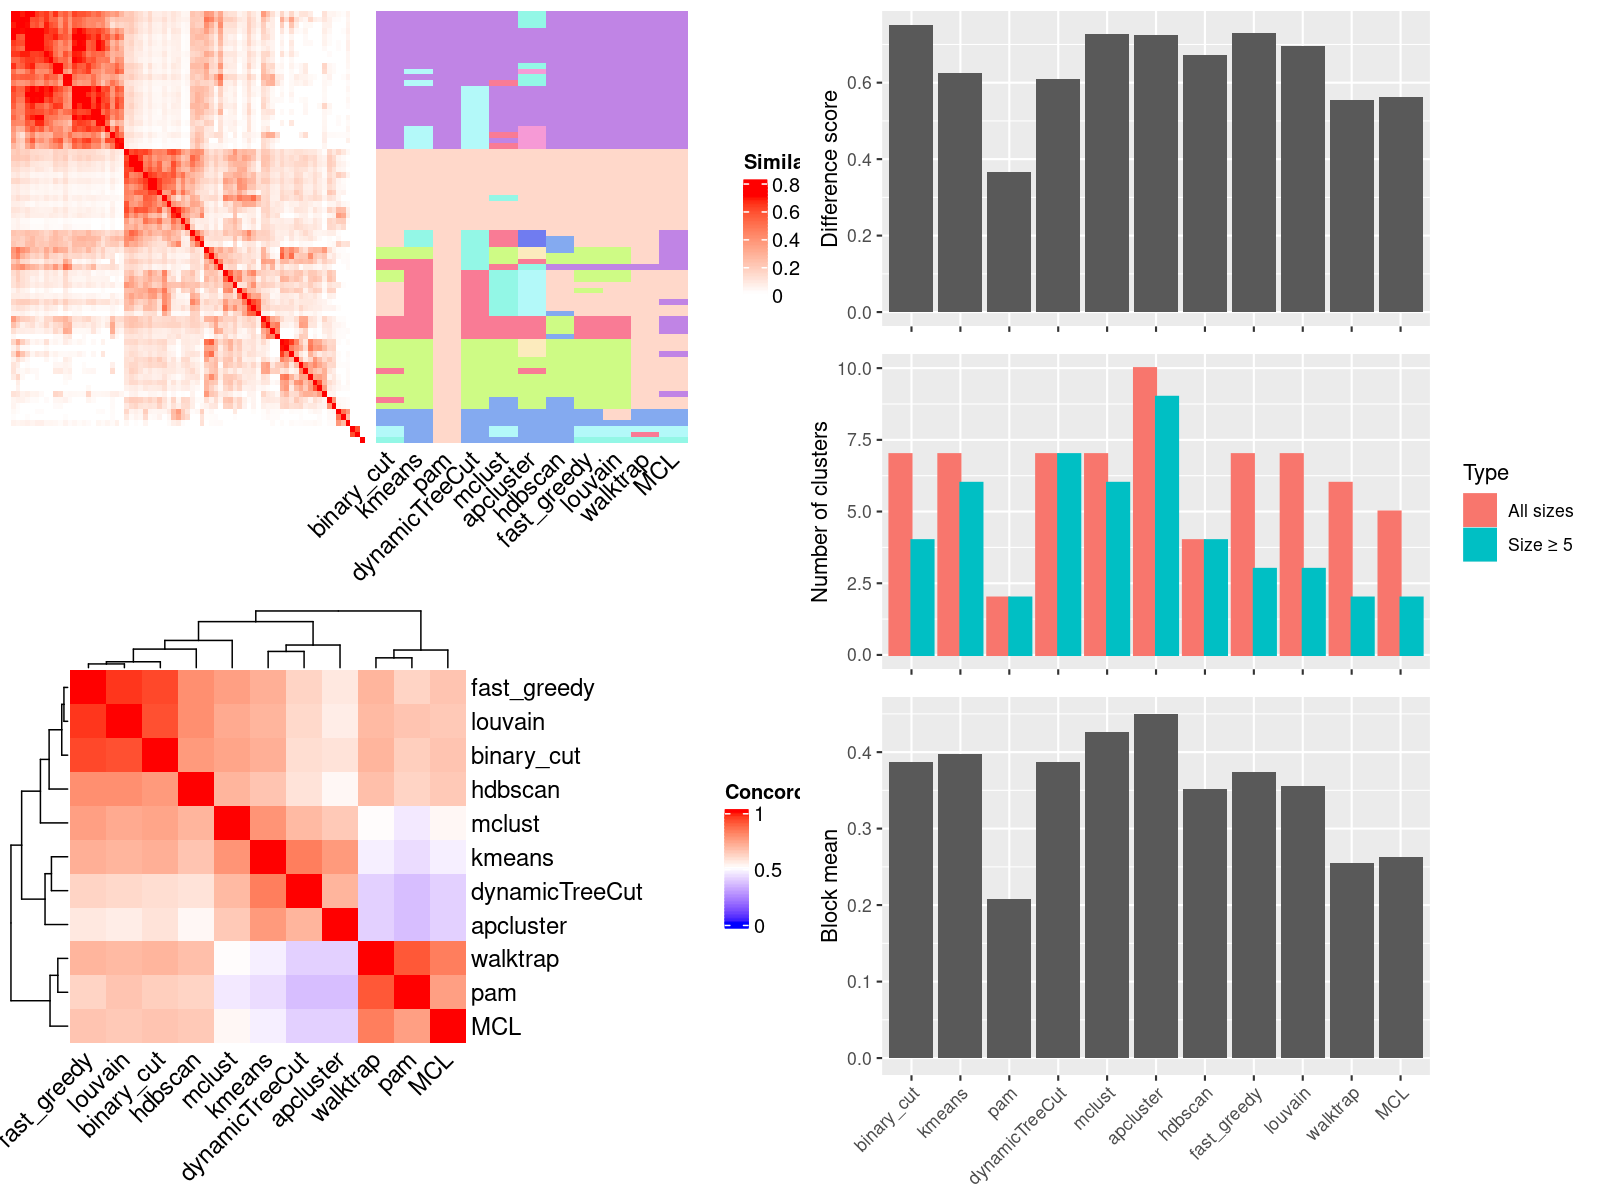 Simila
0.8
0.6
0.4
0.2
0
binary_cut
kmeans
pam
dynamicTreeCut
mclust
apcluster
hdbscan
fast_greedy
louvain
walktrap
MCL
fast_greedy
louvain
binary_cut
hdbscan
mclust
kmeans
dynamicTreeCut
apcluster
walktrap
pam
MCL
fast_greedy
louvain
binary_cut
hdbscan
mclust
kmeans
dynamicTreeCut
apcluster
walktrap
pam
MCL
Concord
1
0.5
0
Difference score
0.6
0.4
0.2
0.0
Number of clusters
10.0
7.5
5.0
2.5
0.0
Type
All sizes
Size ≥ 5
Block mean
0.4
0.3
0.2
0.1
0.0
binary_cut
kmeans
pam
dynamicTreeCut
mclust
apcluster
hdbscan
fast_greedy
louvain
walktrap
MCL